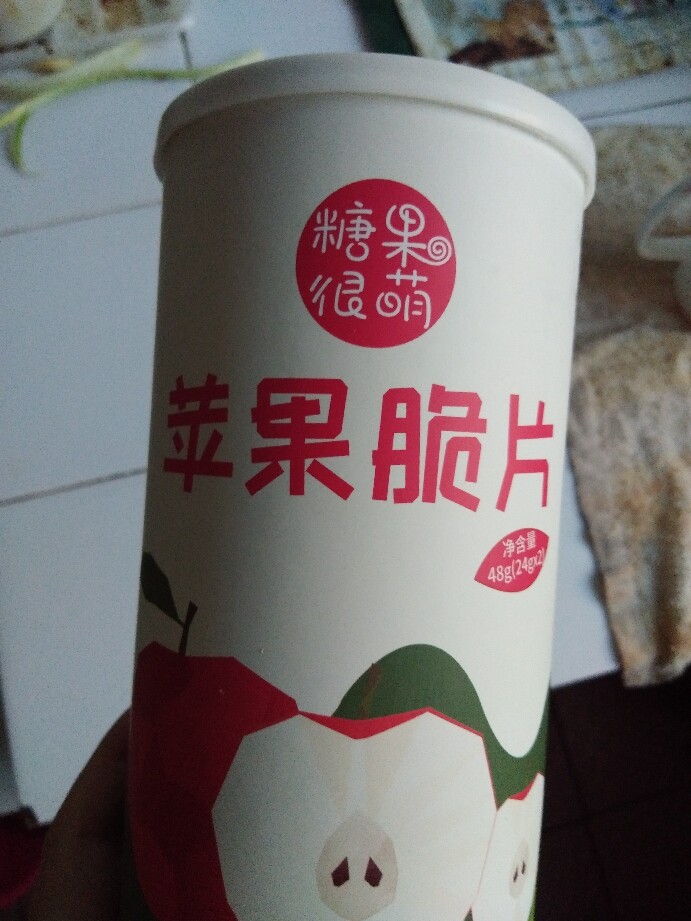 糖果
很萌
苹果脆片
净含量
48g(24gx2)